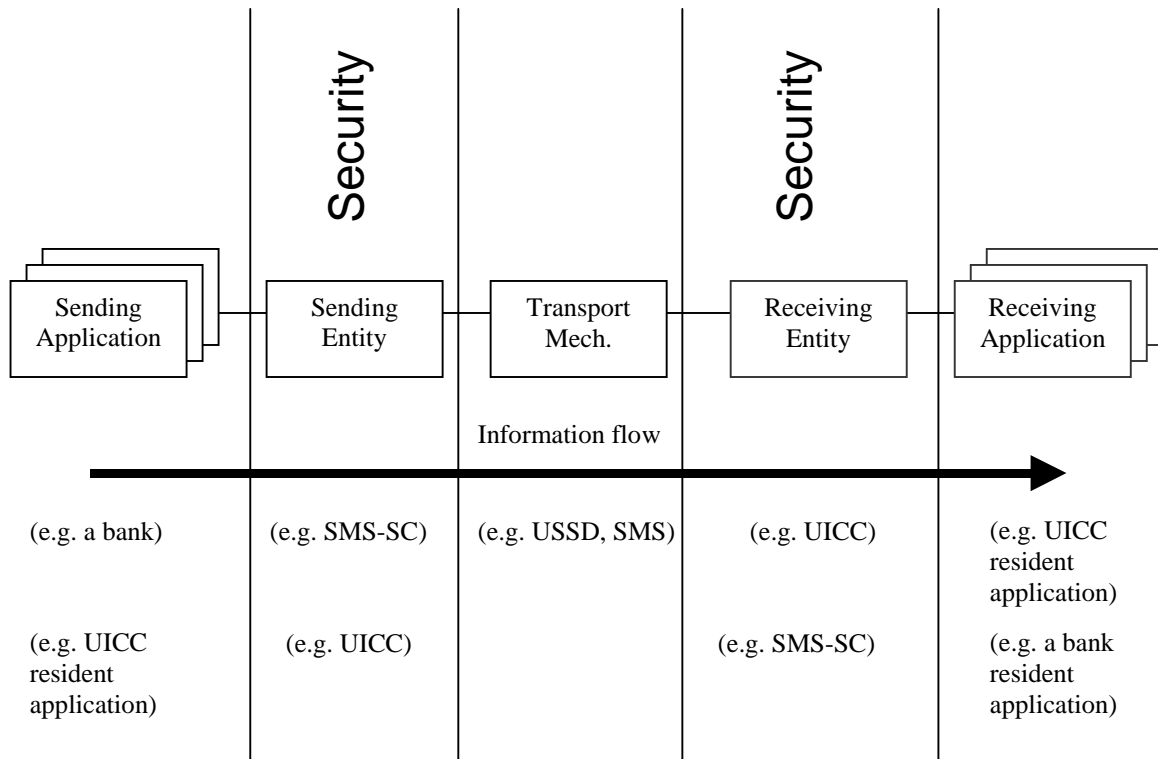 Security
Security
Sending
Application
Sending
Entity
Transport
Mech.
Receiving
Entity
Receiving
Application
Information flow
(e.g. a bank)
(e.g. SMS-SC)
(e.g. USSD, SMS)
(e.g. UICC)
(e.g. UICC
resident
application)
(e.g. UICC
resident
application)
(e.g. UICC)
(e.g. SMS-SC)
(e.g. a bank
resident
application)